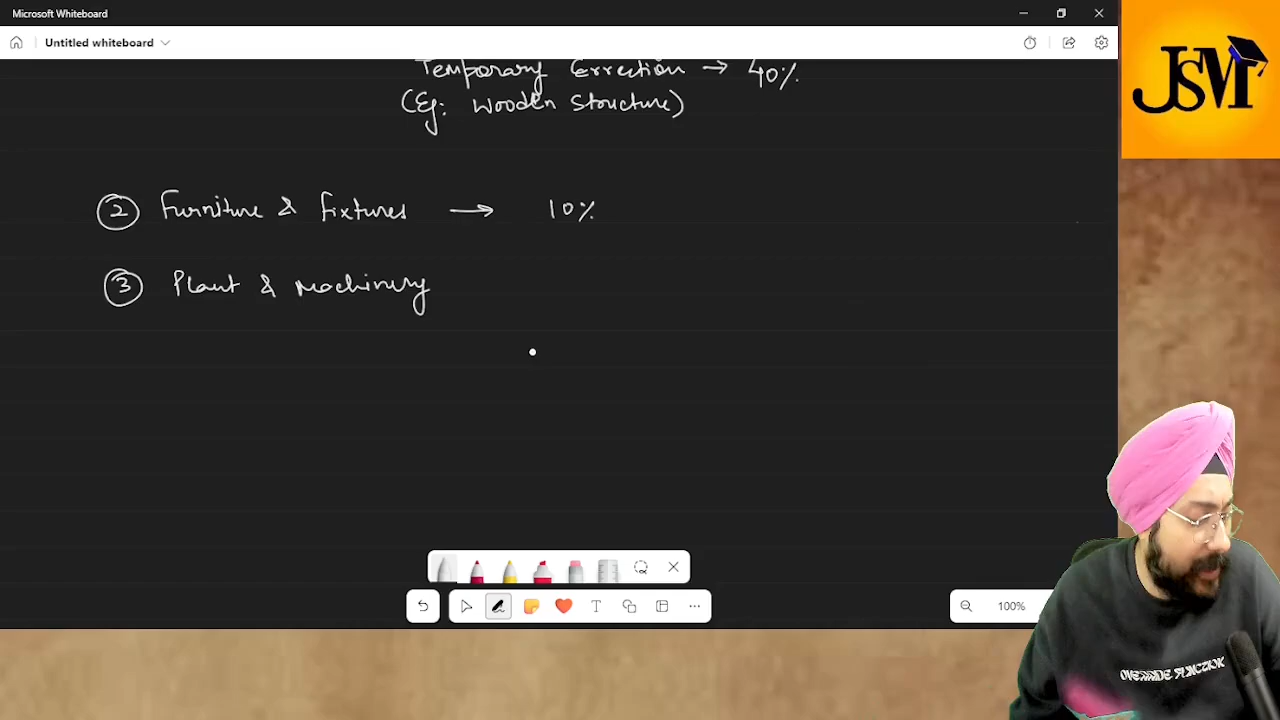 Microsoft Whiteboard
Untitled whiteboard
JSM
Temporary Errection → 40%
(Eg: Wooden Structure)
② Furniture & fixtures → 10%
③ Plant & Machinery
100%